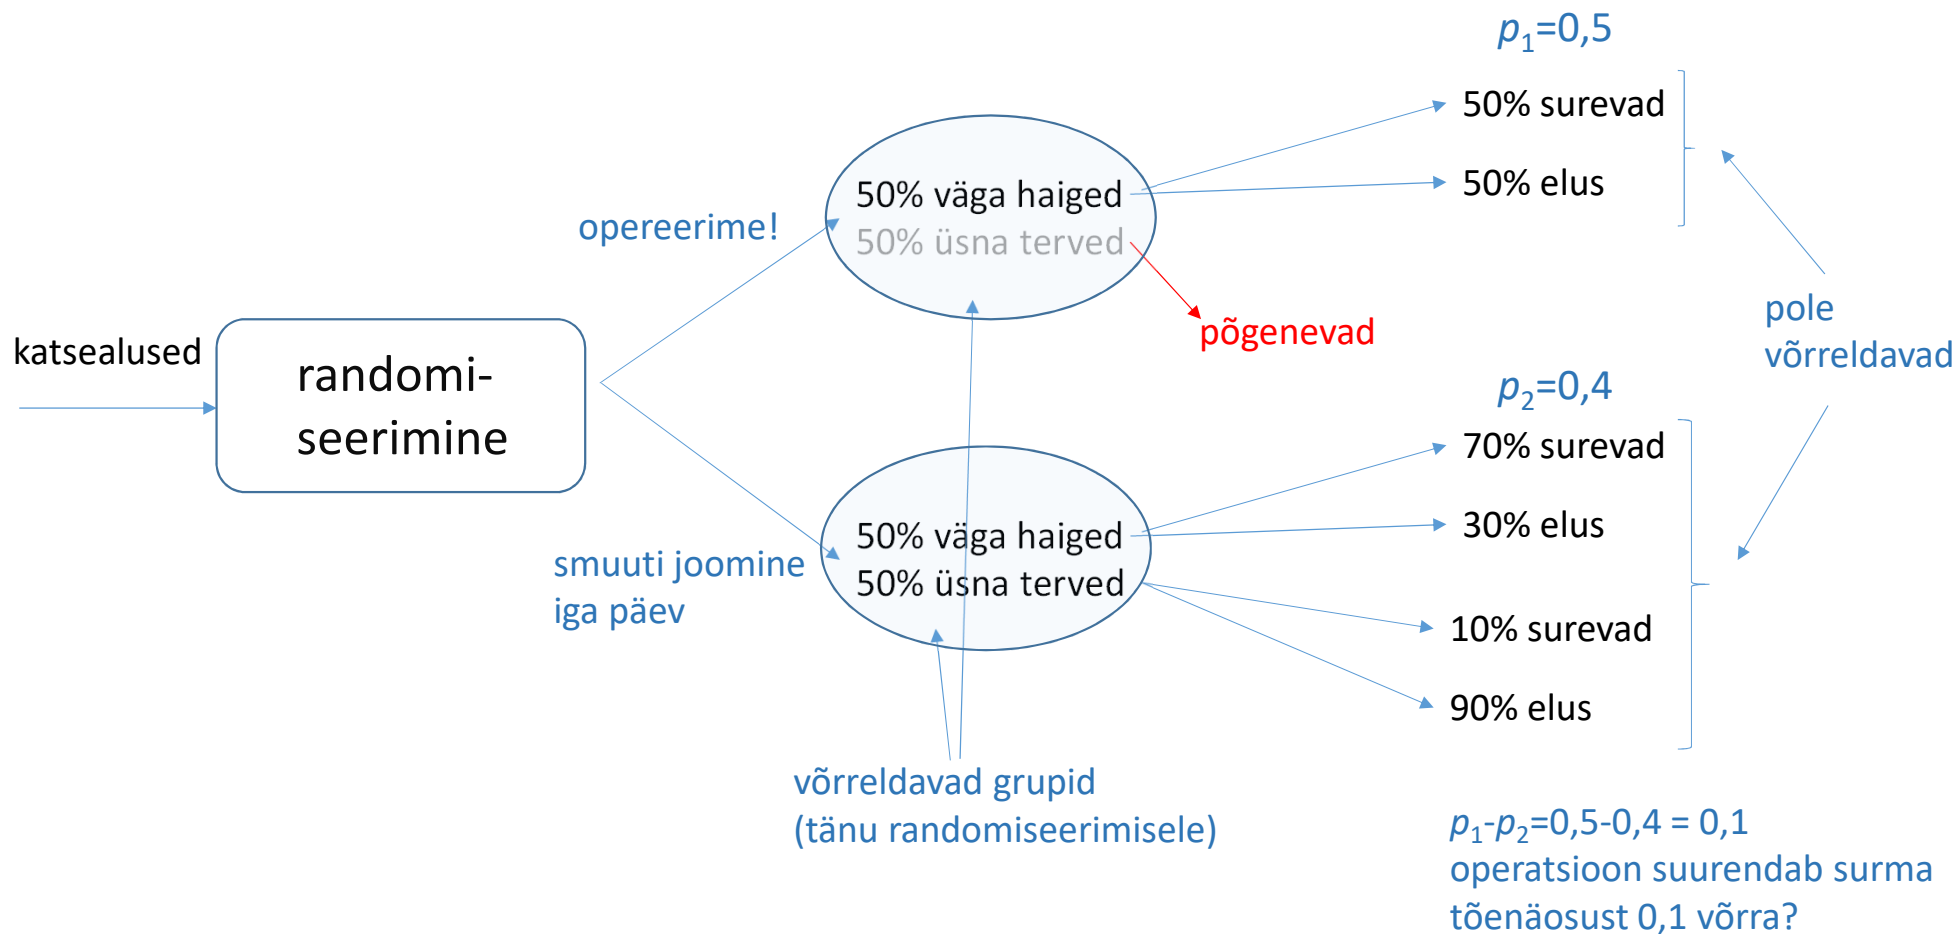 katsealused
randomi-
seerimine
opereerime!
smuuti joomine
iga päev
50% väga haiged
50% üsna terved
põgenevad
50% väga haiged
50% üsna terved
võrreldavad grupid
(tänu randomiseerimisele)
p₁=0,5
50% surevad
50% elus
p₂=0,4
70% surevad
30% elus
10% surevad
90% elus
pole
võrreldavad
p₁-p₂=0,5-0,4 = 0,1
operatsioon suurendab surma
tõenäosust 0,1 võrra?